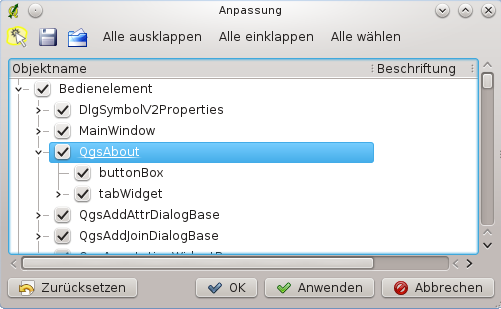 Anpassung
Alle ausklappen Alle einklappen Alle wählen
Objektname Beschriftung
Bedienelement
DlgSymbolV2Properties
MainWindow
QgsAbout
buttonBox
tabWidget
QgsAddAttrDialogBase
QgsAddJoinDialogBase
Zurücksetzen OK Anwenden Abbrechen